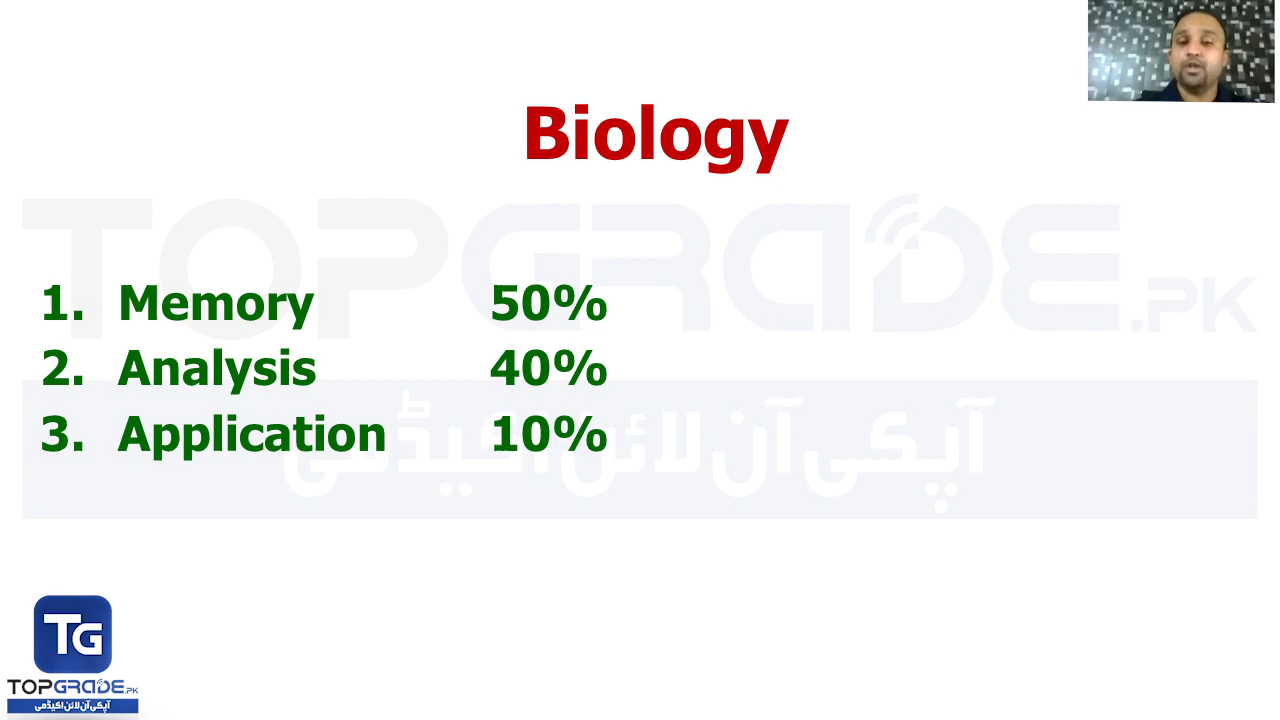 Biology
TOPGRADE.PK
1. Memory 50%
2. Analysis 40%
3. Application 10%
آپکی آن لائن اکیڈمی
TG
TOPGRADE.PK
آپکی آن لائن اکیڈمی